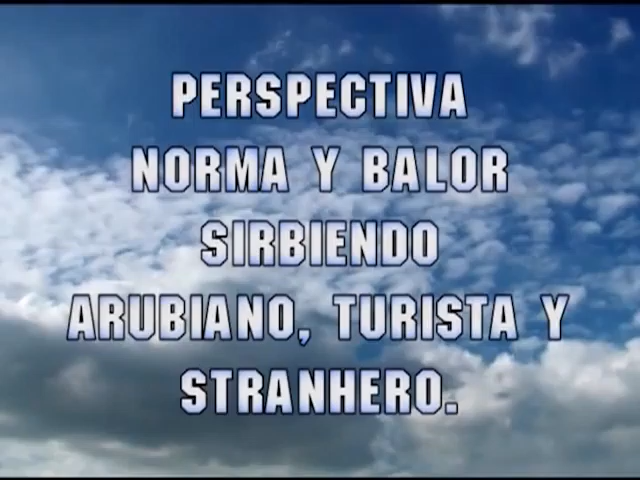 PERSPECTIVA
NORMA Y BALOR
SIRBIENDO
ARUBIANO, TURISTA Y
STRANHERO.